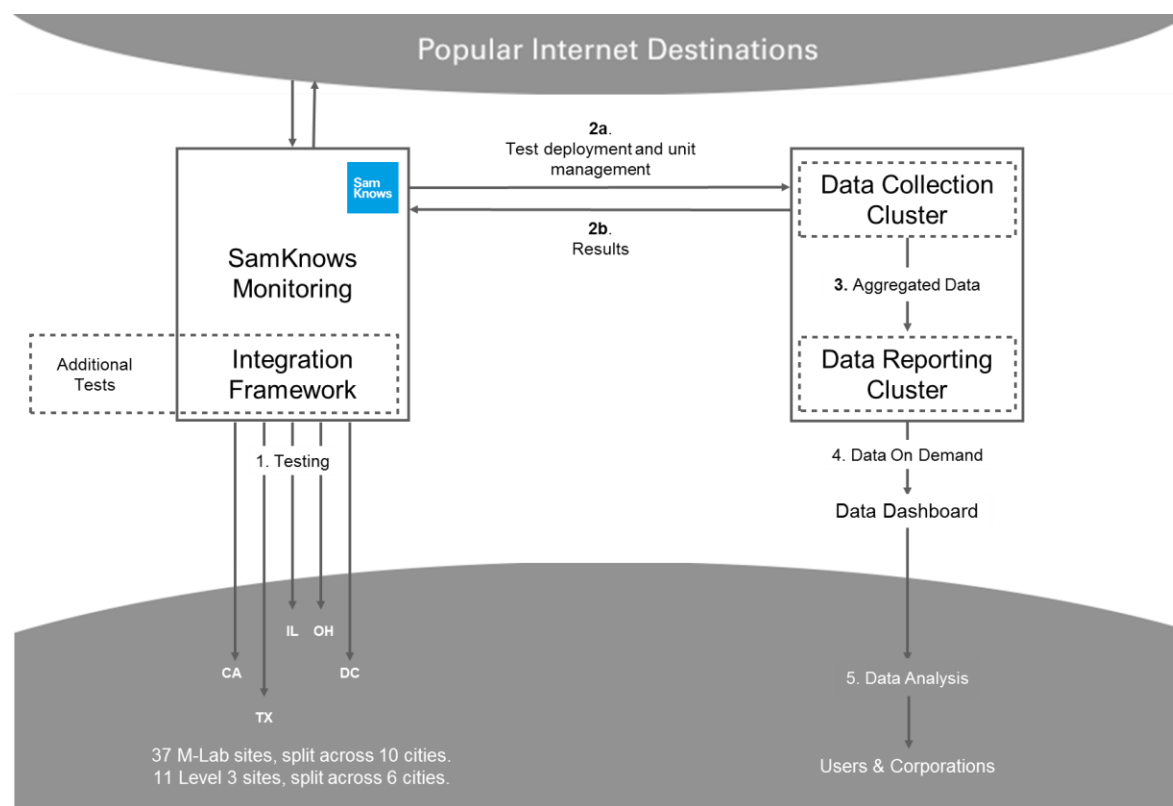 Popular Internet Destinations
2a.
Test deployment and unit
management
2b.
Results
Sam
Knows
SamKnows
Monitoring
Additional
Tests
Integration
Framework
1. Testing
Data Collection
Cluster
3. Aggregated Data
Data Reporting
Cluster
4. Data On Demand
Data Dashboard
IL OH
CA DC
TX
37 M-Lab sites, split across 10 cities.
11 Level 3 sites, split across 6 cities.
5. Data Analysis
Users & Corporations